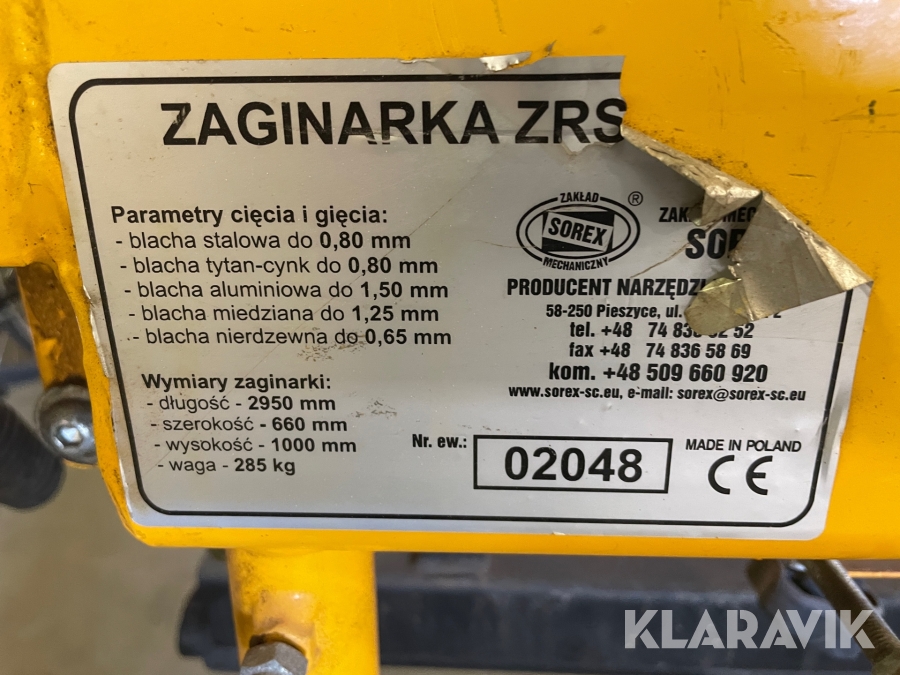 ZAGINARKA ZRS
Parametry cięcia i gięcia:
- blacha stalowa do 0,80 mm
- blacha tytan-cynk do 0,80 mm
- blacha aluminiowa do 1,50 mm
- blacha miedziana do 1,25 mm
- blacha nierdzewna do 0,65 mm
Wymiary zaginarki:
- długość - 2950 mm
- szerokość - 660 mm
- wysokość - 1000 mm
- waga - 285 kg
ZAKŁAD
SOREX
MECHANICZNY
®
PRODUCENT
58-250 Pieszyce, ul.
tel. +48 74
fax +48 74 836 58 69
kom. +48 509 660 920
www.sorex-sc.eu, e-mail: sorex@sorex-sc.eu
Nr. ew.: 02048
MADE IN POLAND
CE
KLARAVIK